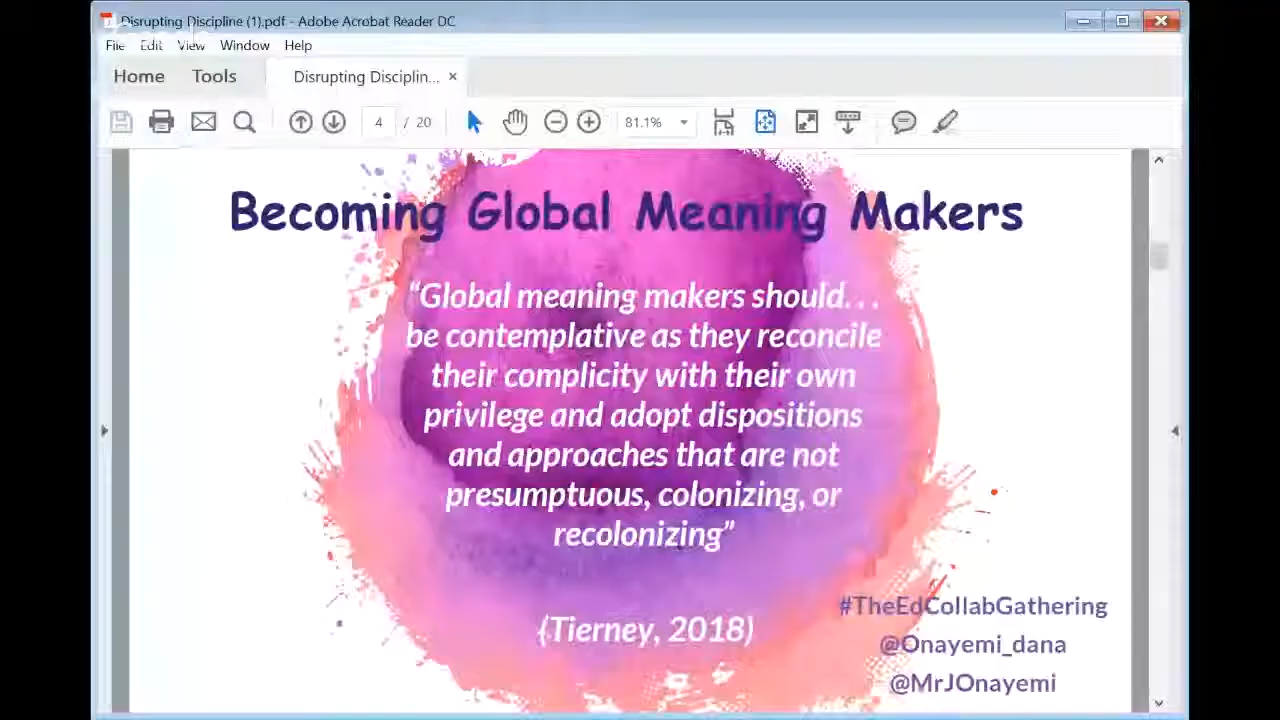 Disrupting Discipline (1).pdf - Adobe Acrobat Reader DC
File Edit View Window Help
Home Tools Disrupting Disciplin... ×
4 / 20 81.1%
Becoming Global Meaning Makers
“Global meaning makers should. . .
be contemplative as they reconcile
their complicity with their own
privilege and adopt dispositions
and approaches that are not
presumptuous, colonizing, or
recolonizing”
(Tierney, 2018)
#TheEdCollabGathering
@Onayemi_dana
@MrJOnayemi